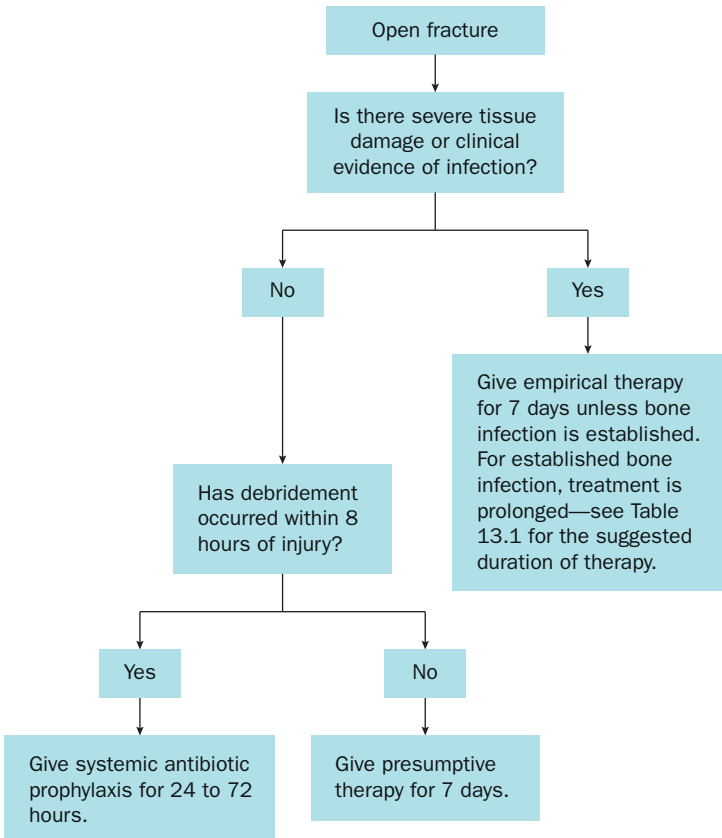 Open fracture
Is there severe tissue
damage or clinical
evidence of infection?
No
Yes
Give empirical therapy
for 7 days unless bone
infection is established.
For established bone
infection, treatment is
prolonged—see Table
13.1 for the suggested
duration of therapy.
Has debridement
occurred within 8
hours of injury?
Yes
No
Give systemic antibiotic
prophylaxis for 24 to 72
hours.
Give presumptive
therapy for 7 days.